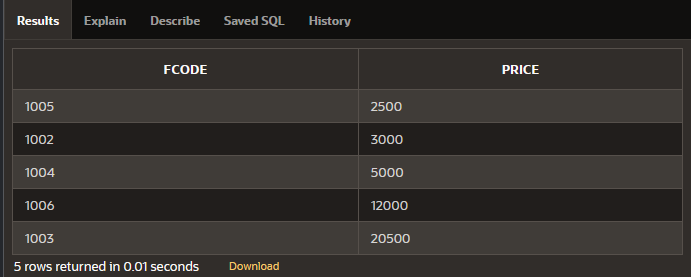 Results Explain Describe Saved SQL History
FCODE PRICE
1005 2500
1002 3000
1004 5000
1006 12000
1003 20500
5 rows returned in 0.01 seconds Download